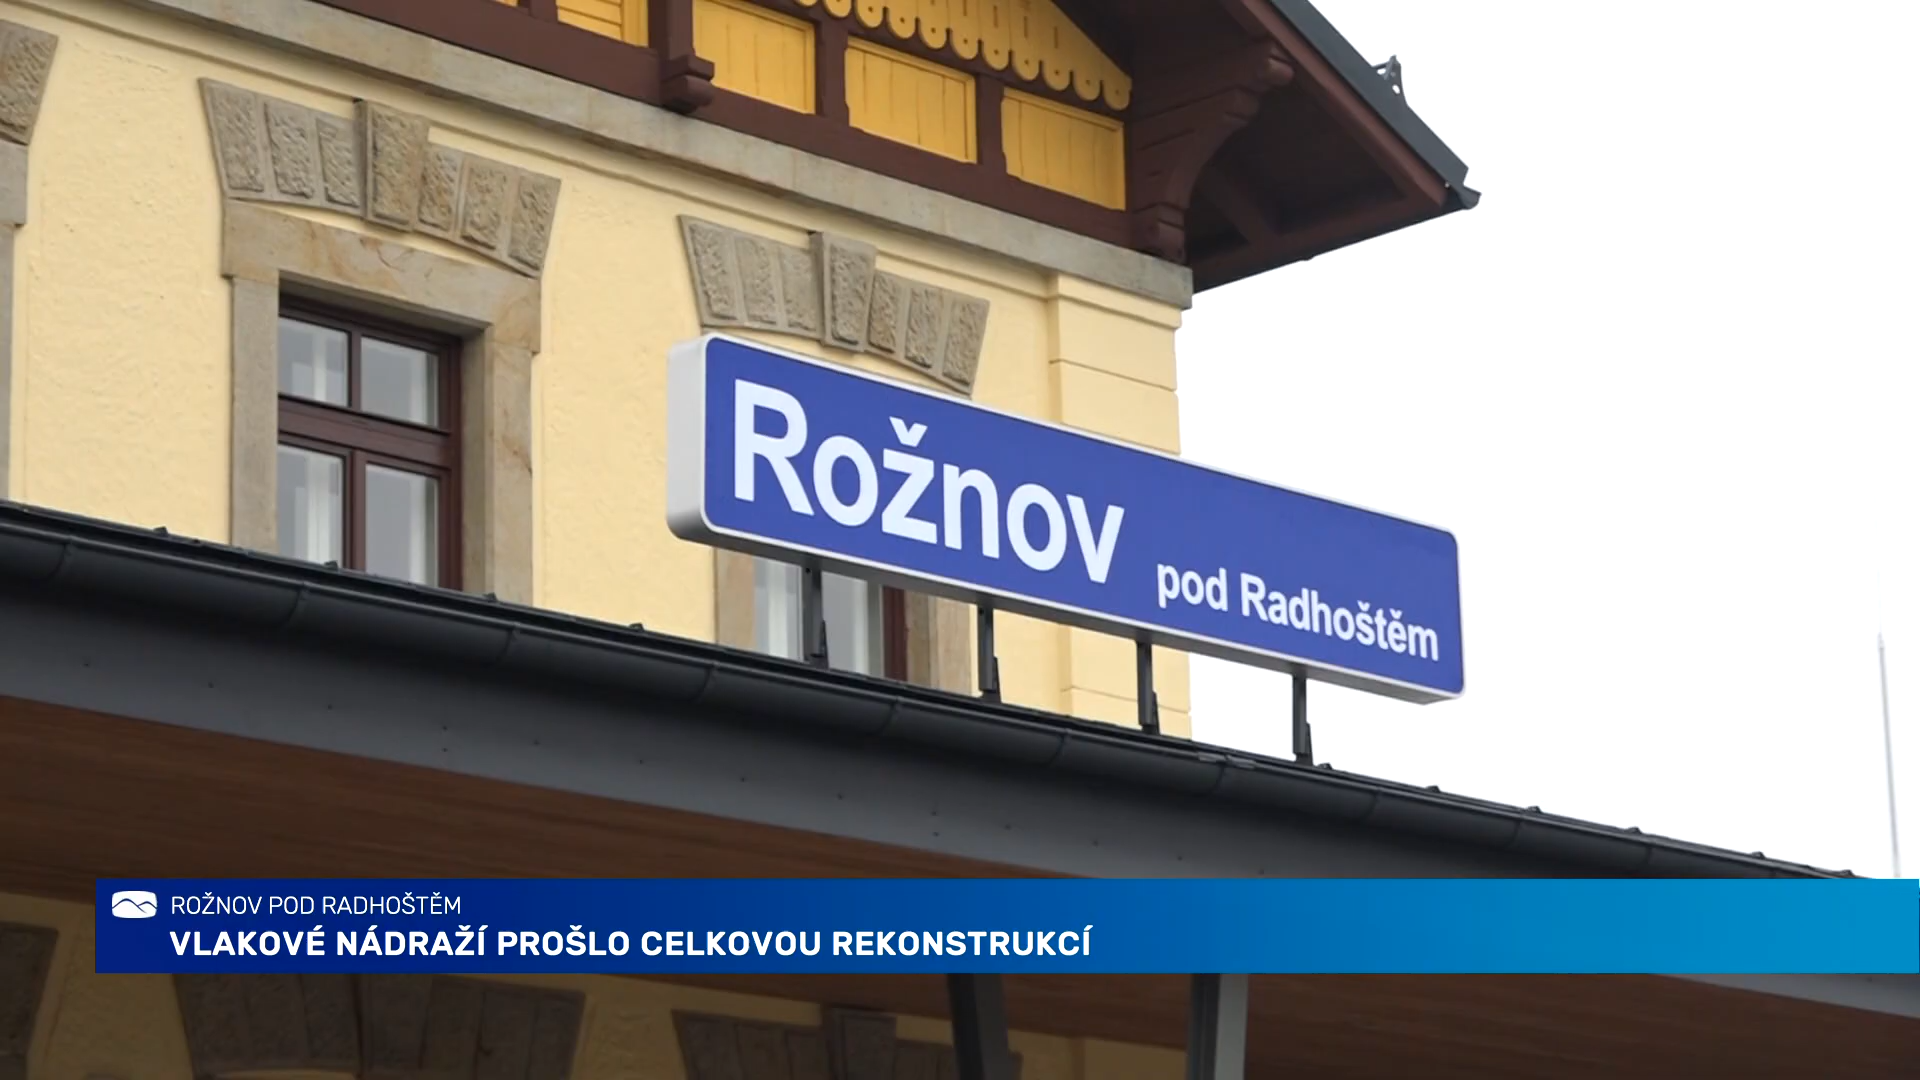 Rožnov pod Radhoštěm
ROŽNOV POD RADHOŠTĚM
VLAKOVÉ NÁDRAŽÍ PROŠLO CELKOVOU REKONSTRUKCÍ